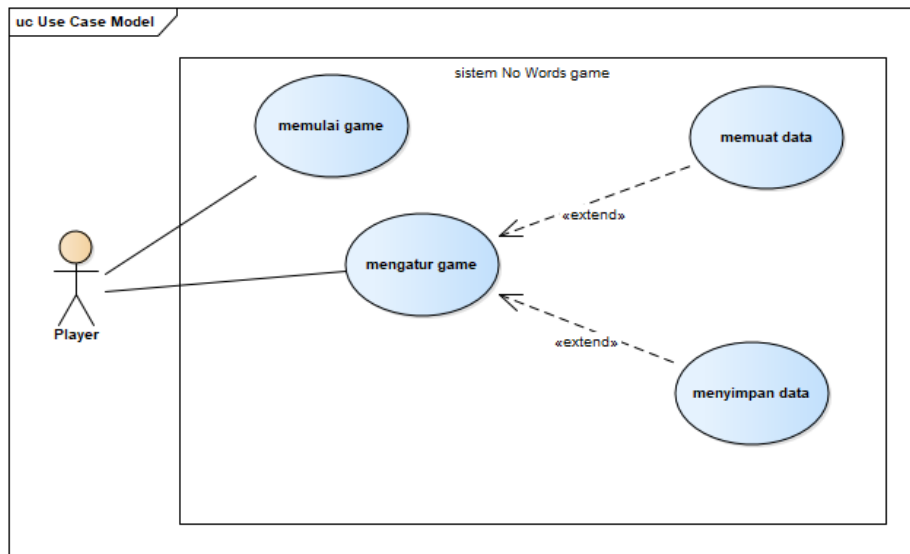 uc Use Case Model
sistem No Words game
memulai game
memuat data
«extend»
mengatur game
Player
«extend»
menyimpan data